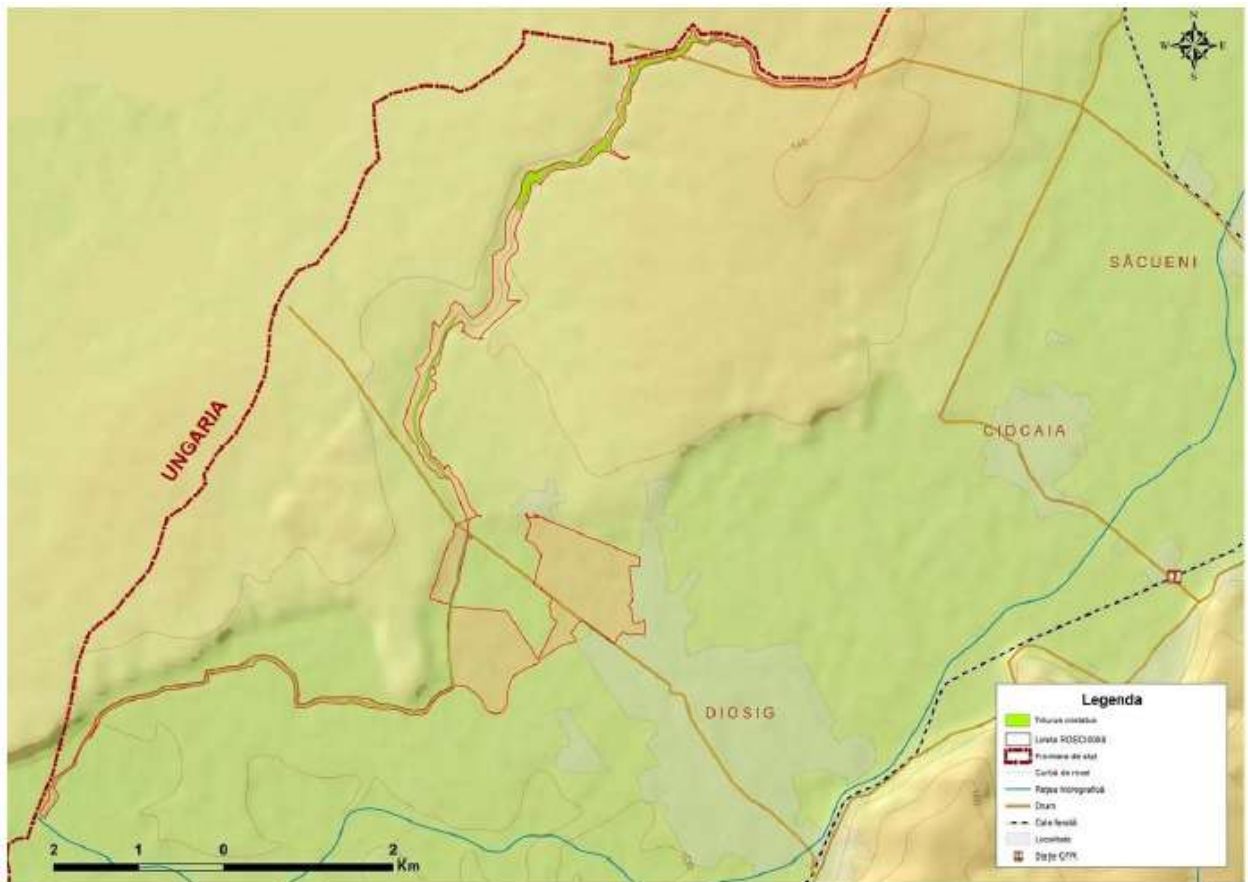 N
W E
S
SĂCUENI
CIOCAIA
UNGARIA
DIOSIG
Legenda
Triturus cristatus
Limita
Frontiera de stat
Curbă de nivel
Rețea hidrografică
Drum
Cale ferată
Localitate
Stație CFR
2 1 0 2
Km